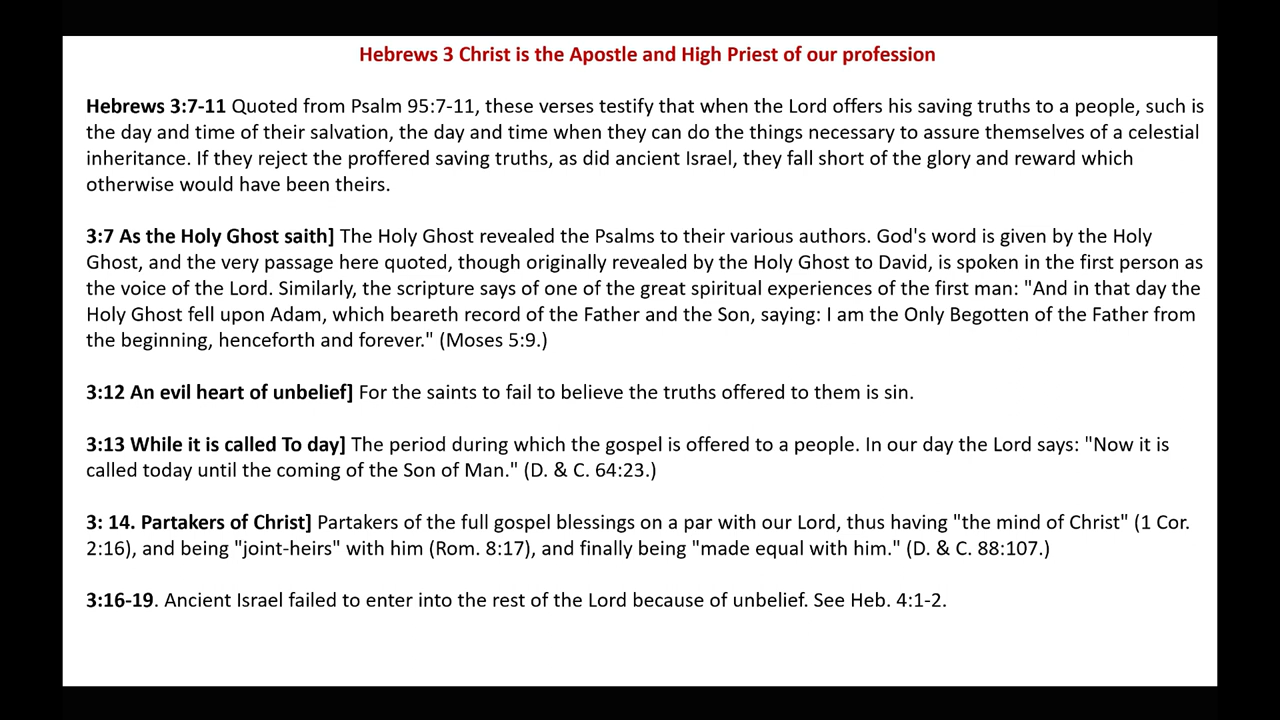 Hebrews 3 Christ is the Apostle and High Priest of our profession
Hebrews 3:7-11 Quoted from Psalm 95:7-11, these verses testify that when the Lord offers his saving truths to a people, such is
the day and time of their salvation, the day and time when they can do the things necessary to assure themselves of a celestial
inheritance. If they reject the proffered saving truths, as did ancient Israel, they fall short of the glory and reward which
otherwise would have been theirs.
3:7 As the Holy Ghost saith] The Holy Ghost revealed the Psalms to their various authors. God's word is given by the Holy
Ghost, and the very passage here quoted, though originally revealed by the Holy Ghost to David, is spoken in the first person as
the voice of the Lord. Similarly, the scripture says of one of the great spiritual experiences of the first man: "And in that day the
Holy Ghost fell upon Adam, which beareth record of the Father and the Son, saying: I am the Only Begotten of the Father from
the beginning, henceforth and forever." (Moses 5:9.)
3:12 An evil heart of unbelief] For the saints to fail to believe the truths offered to them is sin.
3:13 While it is called To day] The period during which the gospel is offered to a people. In our day the Lord says: "Now it is
called today until the coming of the Son of Man." (D. & C. 64:23.)
3: 14. Partakers of Christ] Partakers of the full gospel blessings on a par with our Lord, thus having "the mind of Christ" (1 Cor.
2:16), and being "joint-heirs" with him (Rom. 8:17), and finally being "made equal with him." (D. & C. 88:107.)
3:16-19. Ancient Israel failed to enter into the rest of the Lord because of unbelief. See Heb. 4:1-2.